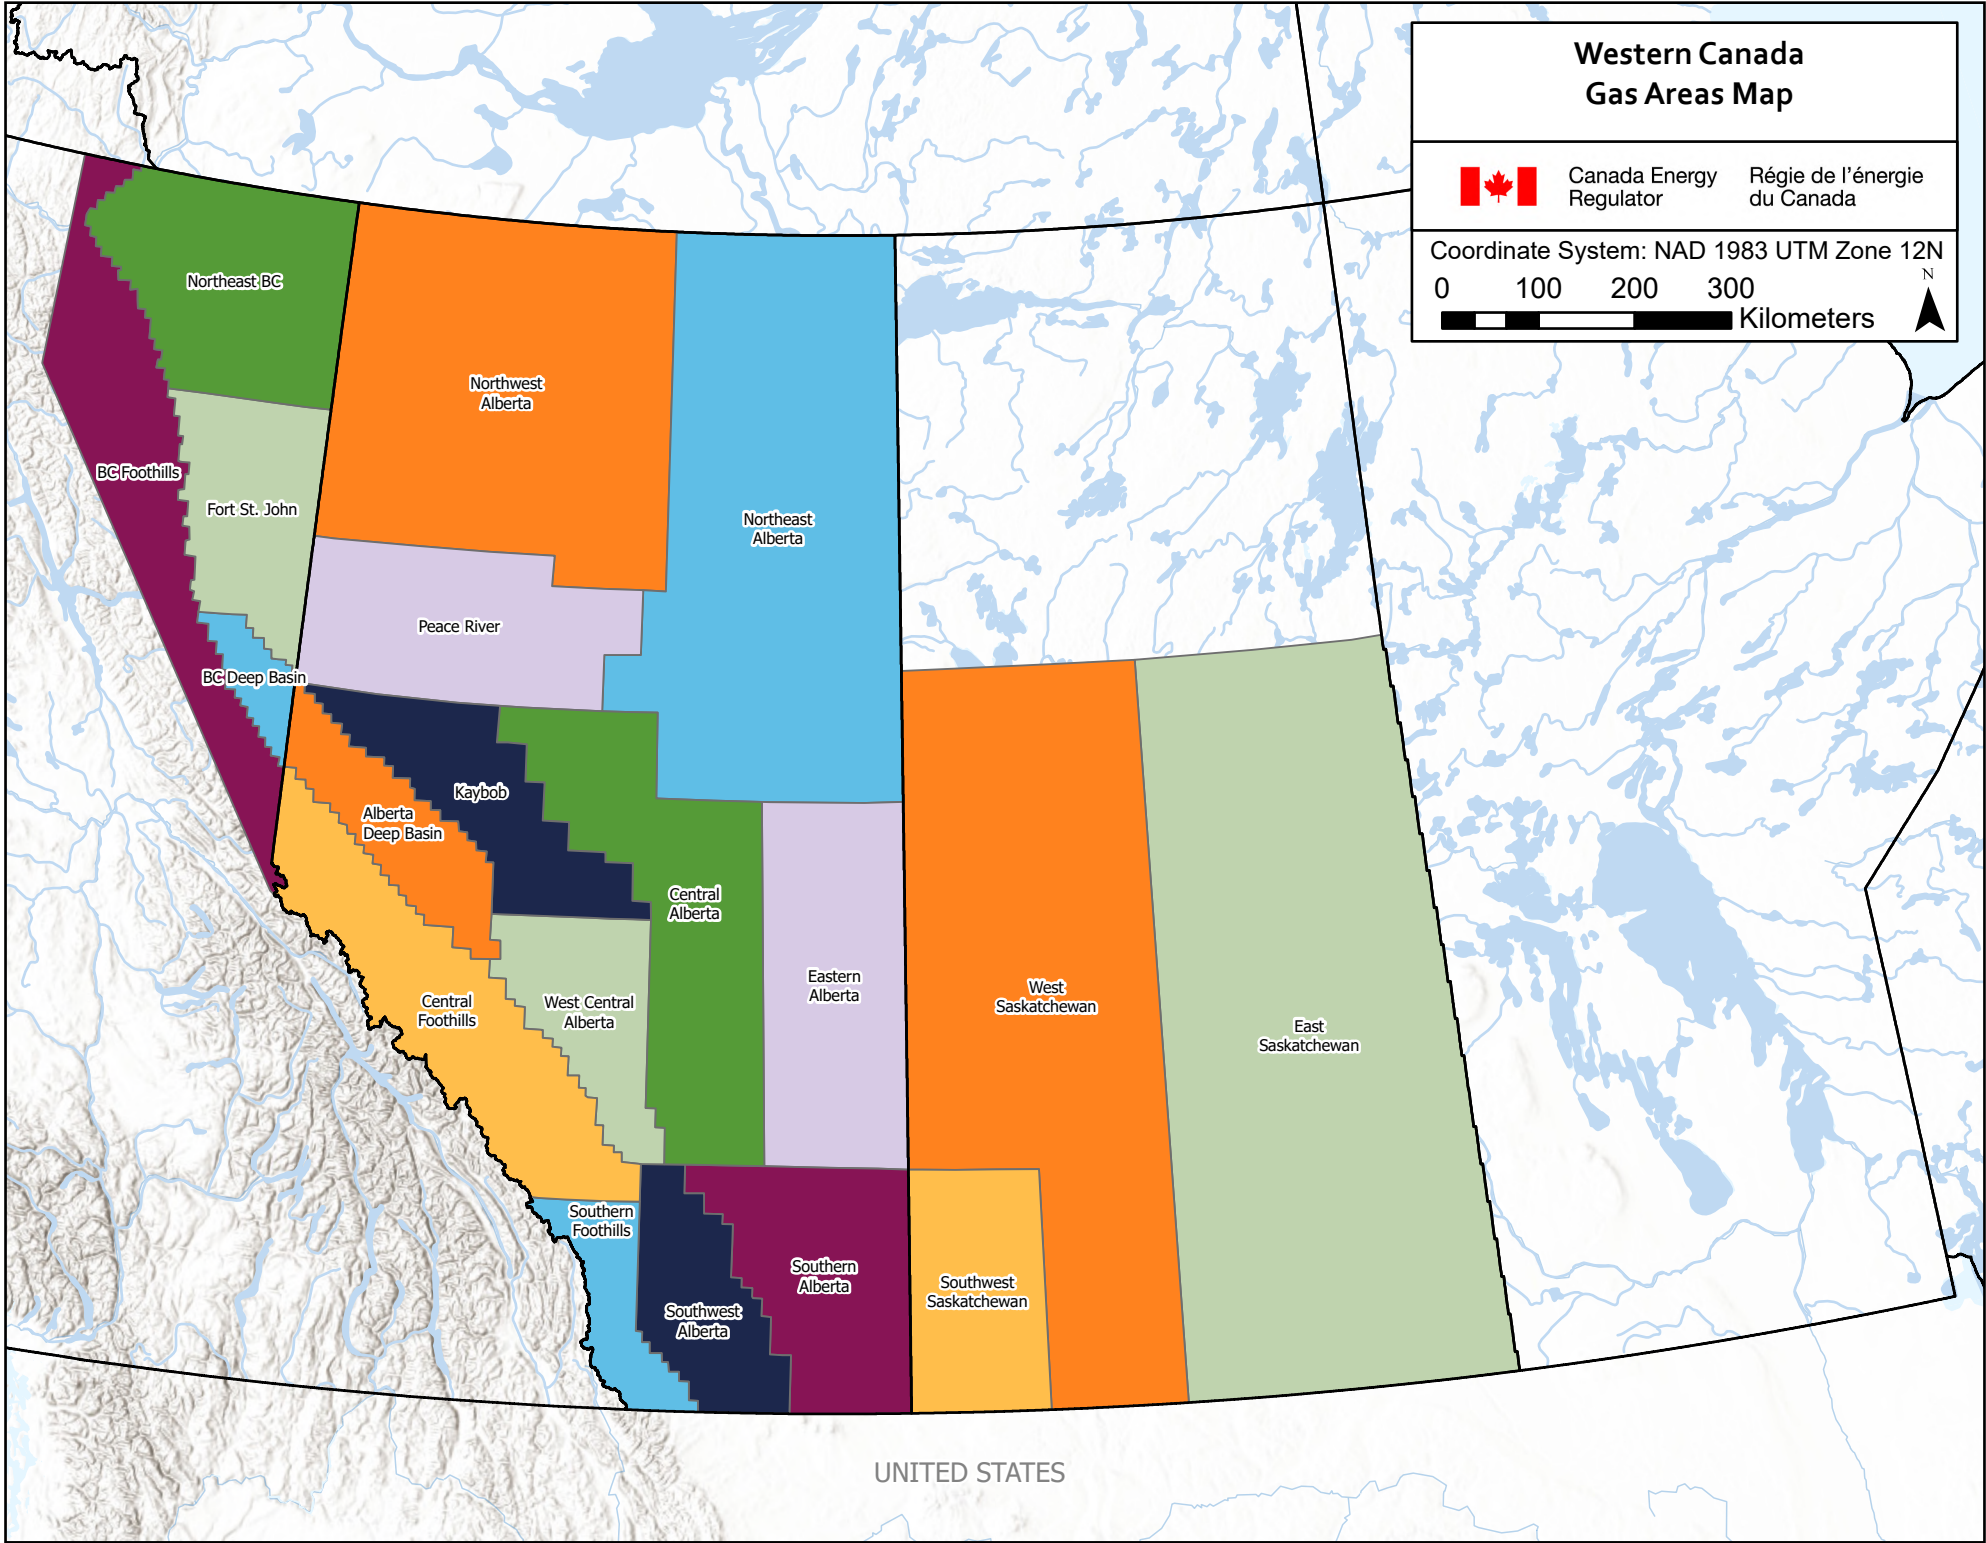 Western Canada
Gas Areas Map
Canada Energy
Regulator
Régie de l'énergie
du Canada
Coordinate System: NAD 1983 UTM Zone 12N
N
0 100 200 300
Kilometers
Northeast BC
Northwest
Alberta
BC Foothills
Fort St. John
Northeast
Alberta
Peace River
BC Deep Basin
Kaybob
Alberta
Deep Basin
Central
Alberta
Eastern
Alberta
West
Saskatchewan
Central
Foothills
West Central
Alberta
East
Saskatchewan
Southern
Foothills
Southern
Alberta
Southwest
Saskatchewan
Southwest
Alberta
UNITED STATES